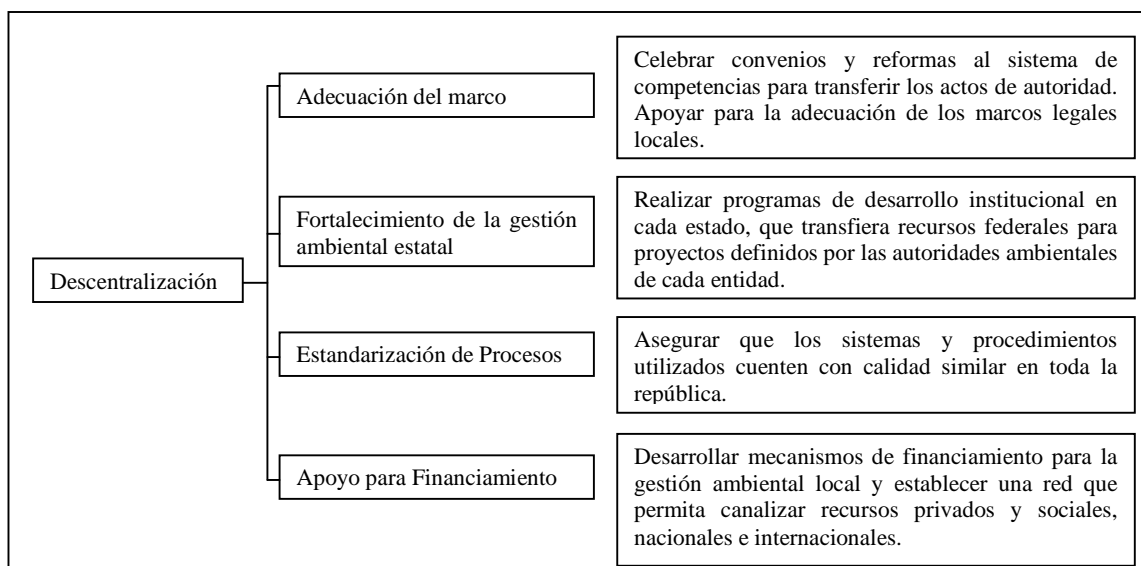 Descentralización
Adecuación del marco
Celebrar convenios y reformas al sistema de
competencias para transferir los actos de autoridad.
Apoyar para la adecuación de los marcos legales
locales.
Fortalecimiento de la gestión
ambiental estatal
Realizar programas de desarrollo institucional en
cada estado, que transfiera recursos federales para
proyectos definidos por las autoridades ambientales
de cada entidad.
Estandarización de Procesos
Asegurar que los sistemas y procedimientos
utilizados cuenten con calidad similar en toda la
república.
Apoyo para Financiamiento
Desarrollar mecanismos de financiamiento para la
gestión ambiental local y establecer una red que
permita canalizar recursos privados y sociales,
nacionales e internacionales.